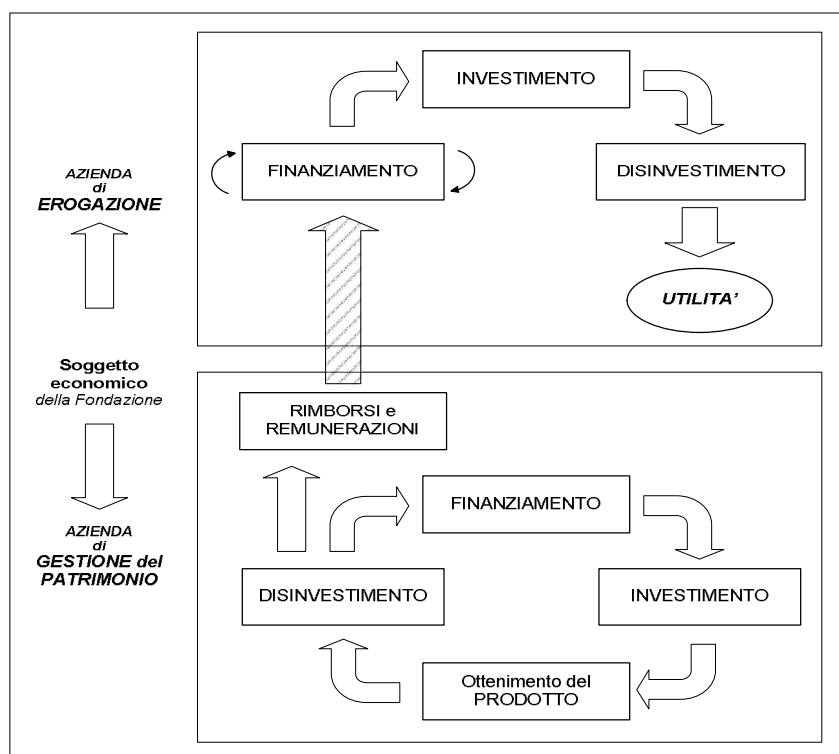 INVESTIMENTO
FINANZIAMENTO
DISINVESTIMENTO
UTILITA'
AZIENDA
di
EROGAZIONE
Soggetto
economico
della Fondazione
AZIENDA
di
GESTIONE del
PATRIMONIO
RIMBORSI e
REMUNERAZIONI
FINANZIAMENTO
DISINVESTIMENTO
INVESTIMENTO
Ottenimento del
PRODOTTO